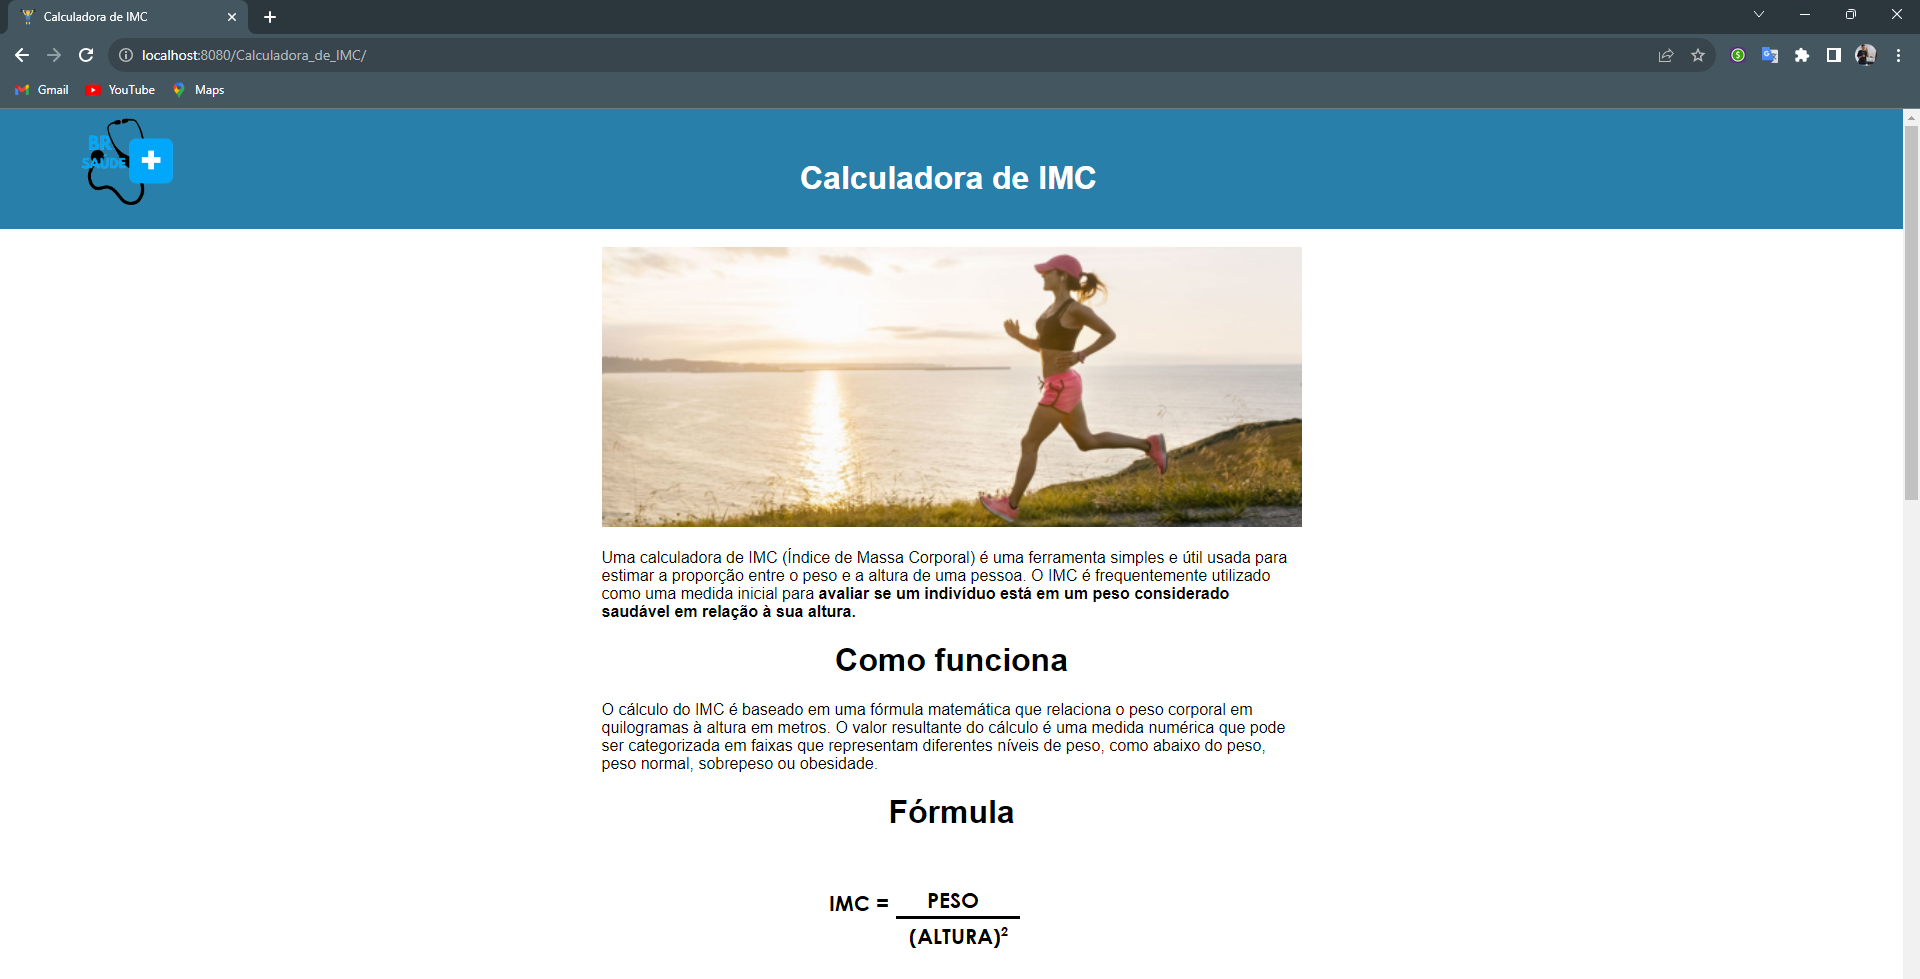 Calculadora de IMC
localhost:8080/Calculadora_de_IMC/
Gmail
YouTube
Maps
BR
SAÚDE
Calculadora de IMC
Uma calculadora de IMC (Índice de Massa Corporal) é uma ferramenta simples e útil usada para
estimar a proporção entre o peso e a altura de uma pessoa. O IMC é frequentemente utilizado
como uma medida inicial para avaliar se um indivíduo está em um peso considerado
saudável em relação à sua altura.
Como funciona
O cálculo do IMC é baseado em uma fórmula matemática que relaciona o peso corporal em
quilogramas à altura em metros. O valor resultante do cálculo é uma medida numérica que pode
ser categorizada em faixas que representam diferentes níveis de peso, como abaixo do peso,
peso normal, sobrepeso ou obesidade.
Fórmula
IMC = PESO
(ALTURA)²